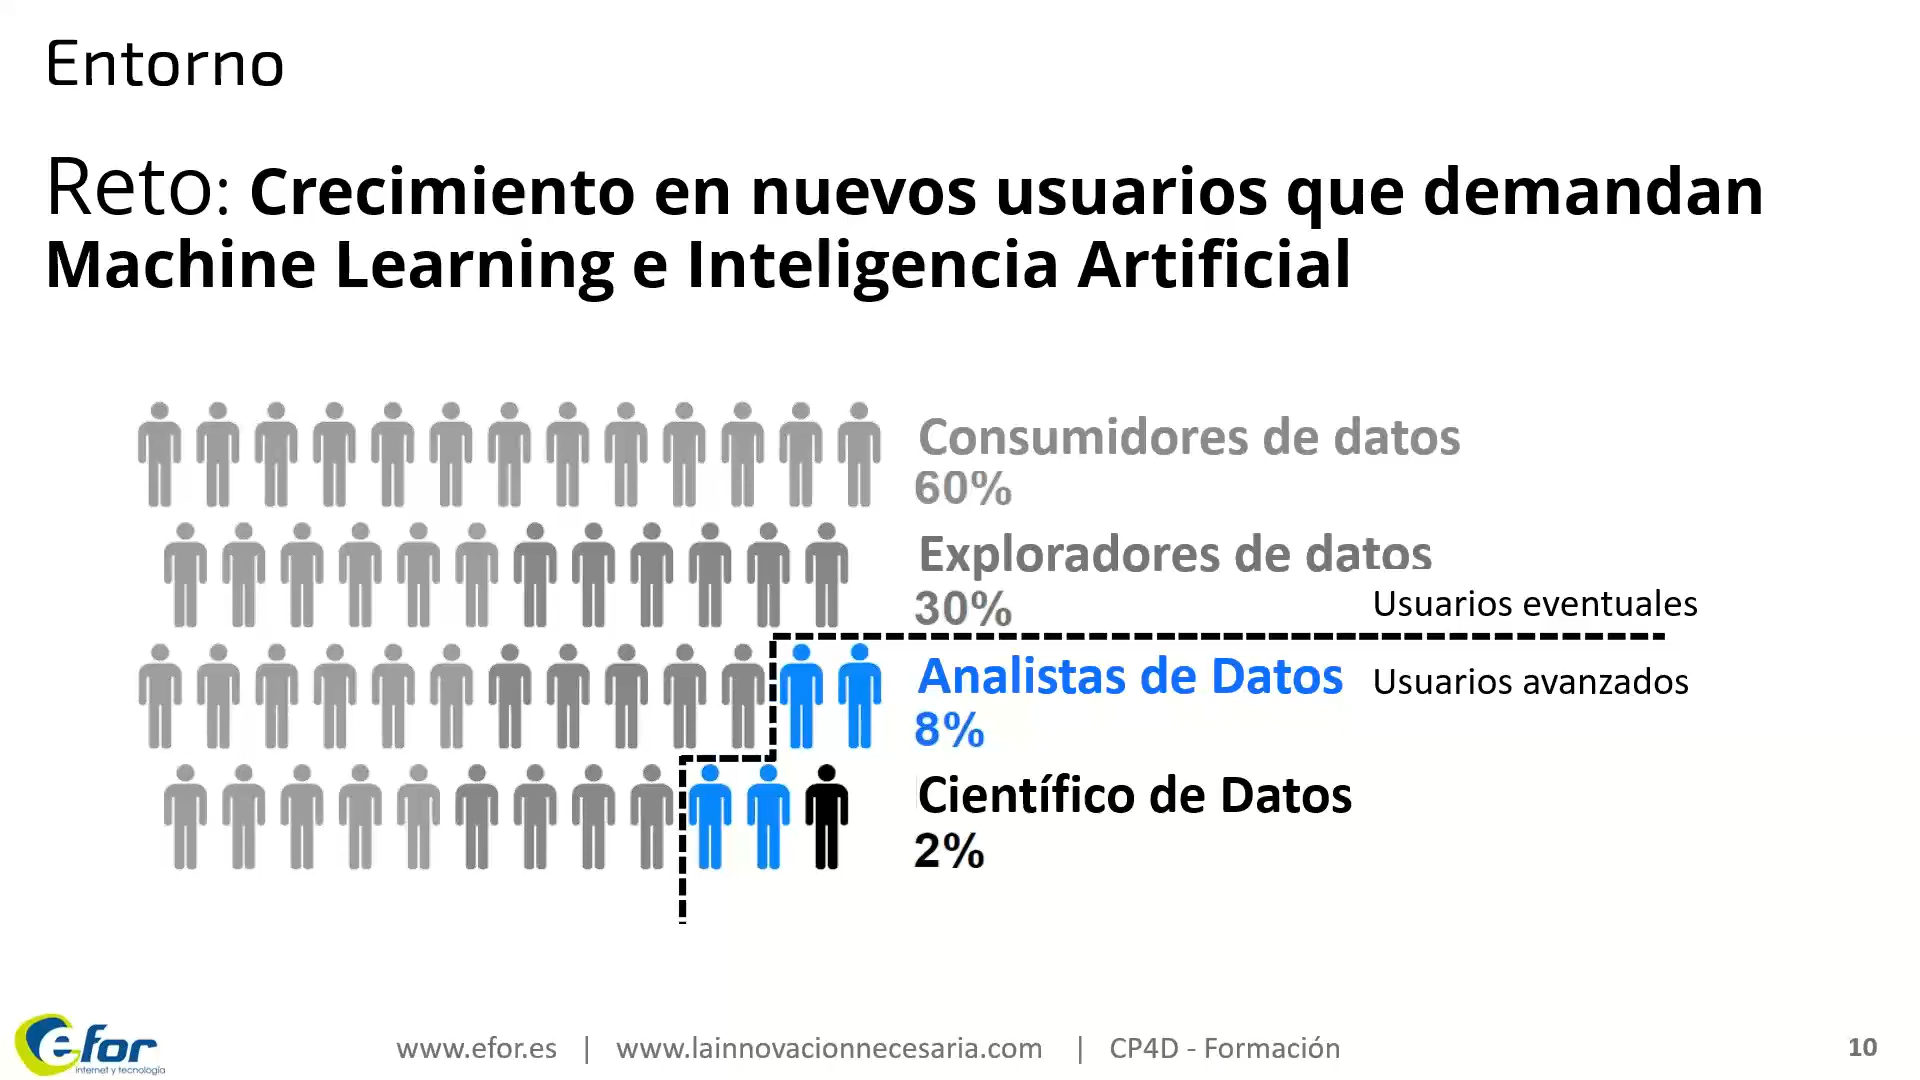 Entorno
Reto: Crecimiento en nuevos usuarios que demandan
Machine Learning e Inteligencia Artificial
Consumidores de datos
60%
Exploradores de datos
30%
Usuarios eventuales
Analistas de Datos
Usuarios avanzados
8%
Científico de Datos
2%
e-for
internet y tecnología
www.efor.es | www.lainnovacionnecesaria.com | CP4D - Formación
10